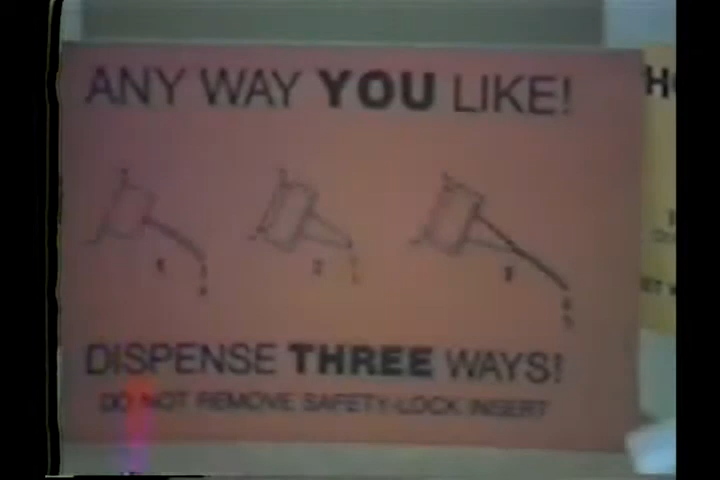 ANY WAY YOU LIKE!
1 2 3
DISPENSE THREE WAYS!
DO NOT REMOVE SAFETY-LOCK INSERT